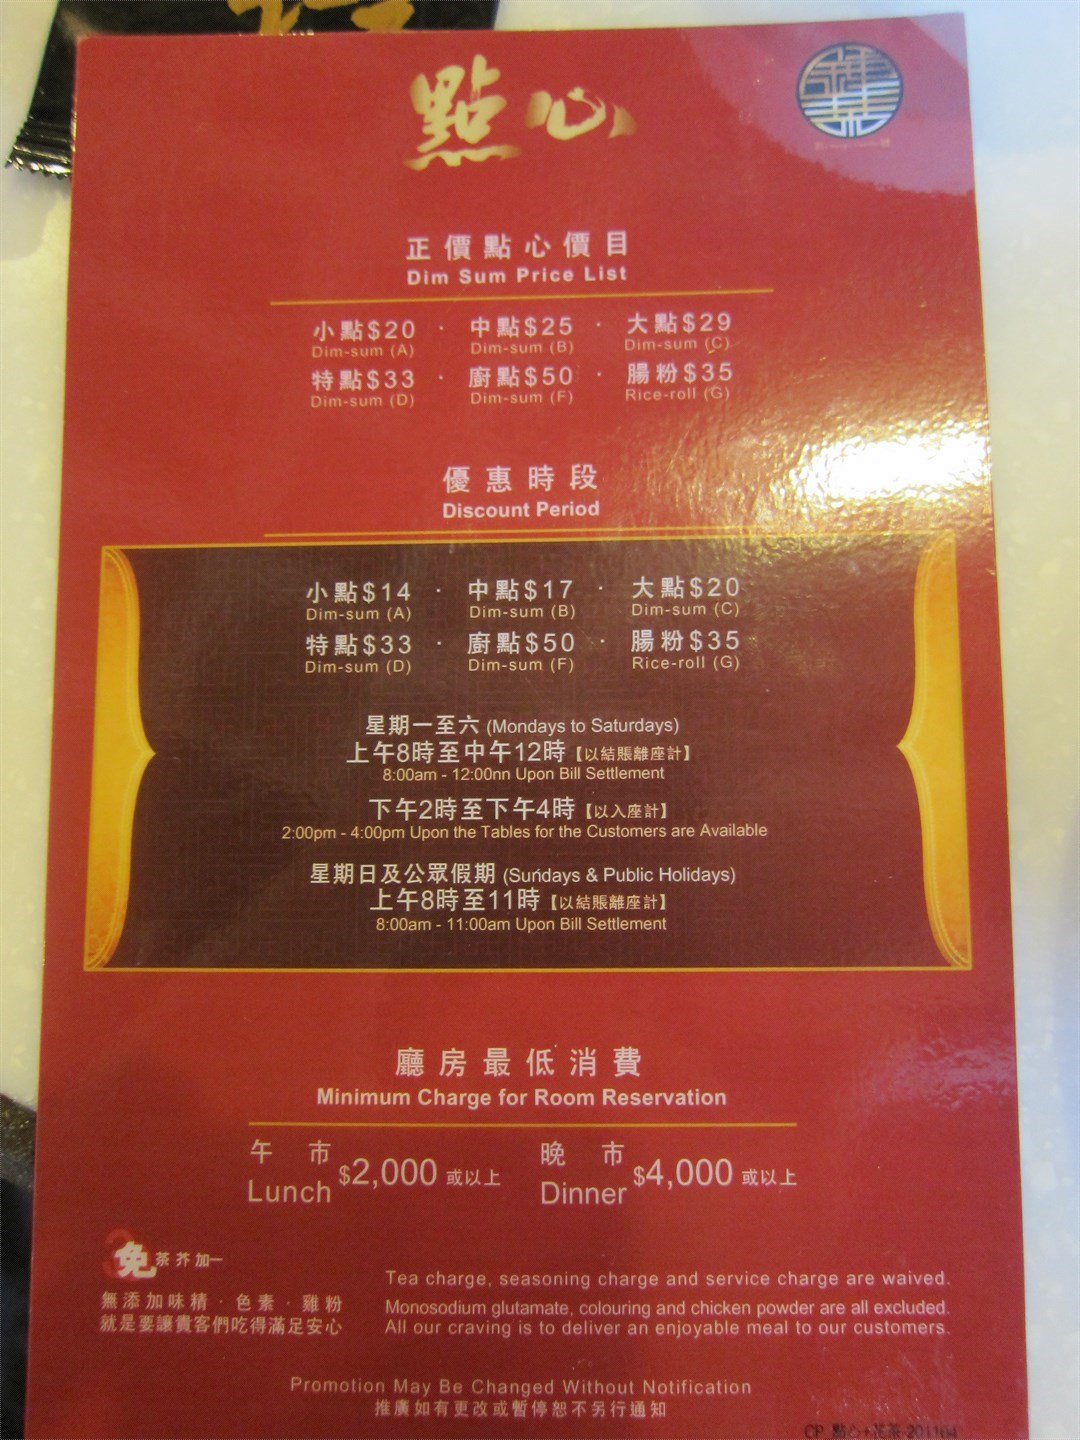 點心
正價點心價目
Dim Sum Price List
小點$20 · 中點$25 · 大點$29
Dim-sum (A) Dim-sum (B) Dim-sum (C)
特點$33 · 廚點$50 · 腸粉$35
Dim-sum (D) Dim-sum (F) Rice-roll (G)
優惠時段
Discount Period
小點$14 · 中點$17 · 大點$20
Dim-sum (A) Dim-sum (B) Dim-sum (C)
特點$33 · 廚點$50 · 腸粉$35
Dim-sum (D) Dim-sum (F) Rice-roll (G)
星期一至六 (Mondays to Saturdays)
上午8時至中午12時【以結賬離座計】
8:00am - 12:00nn Upon Bill Settlement
下午2時至下午4時【以入座計】
2:00pm - 4:00pm Upon the Tables for the Customers are Available
星期日及公眾假期 (Sundays & Public Holidays)
上午8時至11時【以結賬離座計】
8:00am - 11:00am Upon Bill Settlement
廳房最低消費
Minimum Charge for Room Reservation
午市 $2,000 或以上 晚市 $4,000 或以上
Lunch Dinner
3免 茶芥加一
無添加味精 · 色素 · 雞粉
就是要讓貴客們吃得滿足安心
Tea charge, seasoning charge and service charge are waived.
Monosodium glutamate, colouring and chicken powder are all excluded.
All our craving is to deliver an enjoyable meal to our customers.
Promotion May Be Changed Without Notification
推廣如有更改或暫停恕不另行通知
CP_點心+花茶-201104